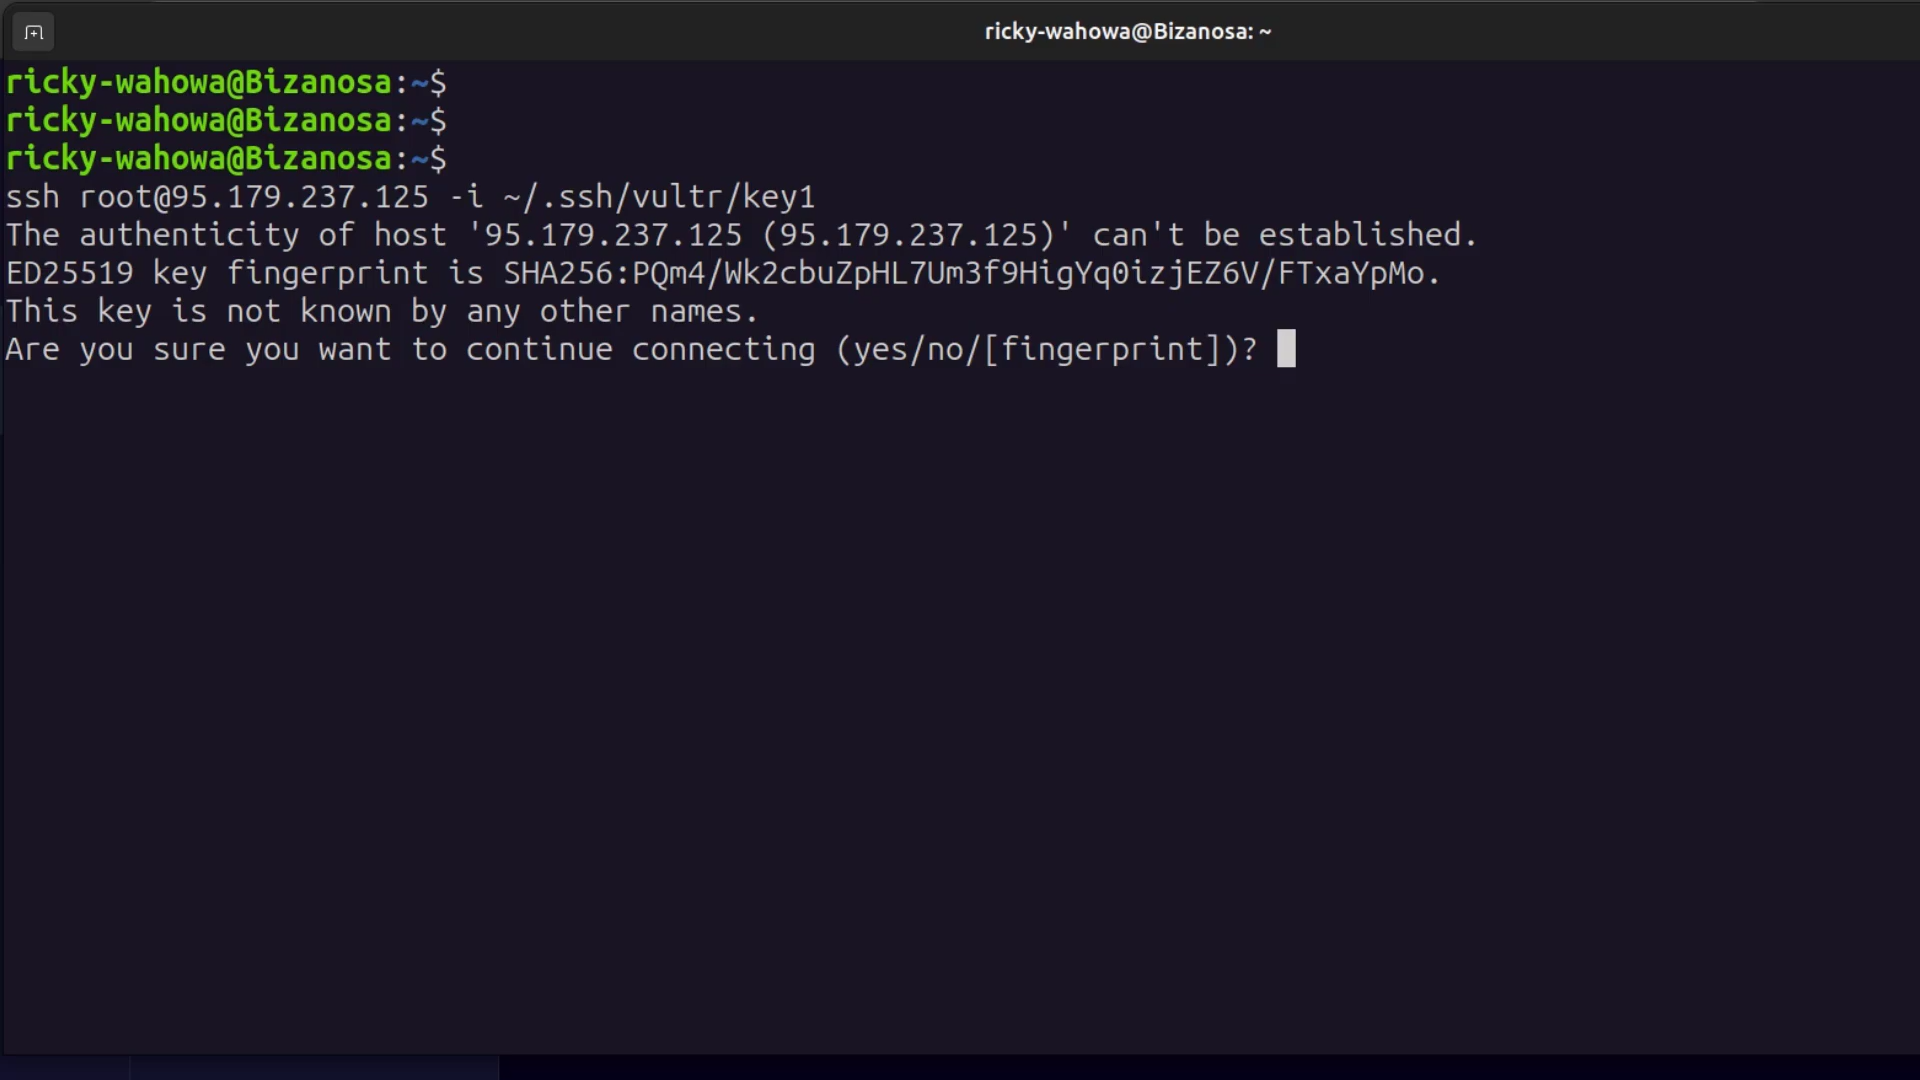 ricky-wahowa@Bizanosa: ~
ricky-wahowa@Bizanosa:~$
ricky-wahowa@Bizanosa:~$
ricky-wahowa@Bizanosa:~$
ssh root@95.179.237.125 -i ~/.ssh/vultr/key1
The authenticity of host '95.179.237.125 (95.179.237.125)' can't be established.
ED25519 key fingerprint is SHA256:PQm4/Wk2cbuZpHL7Um3f9HigYq0izjEZ6V/FTxaYpMo.
This key is not known by any other names.
Are you sure you want to continue connecting (yes/no/[fingerprint])?